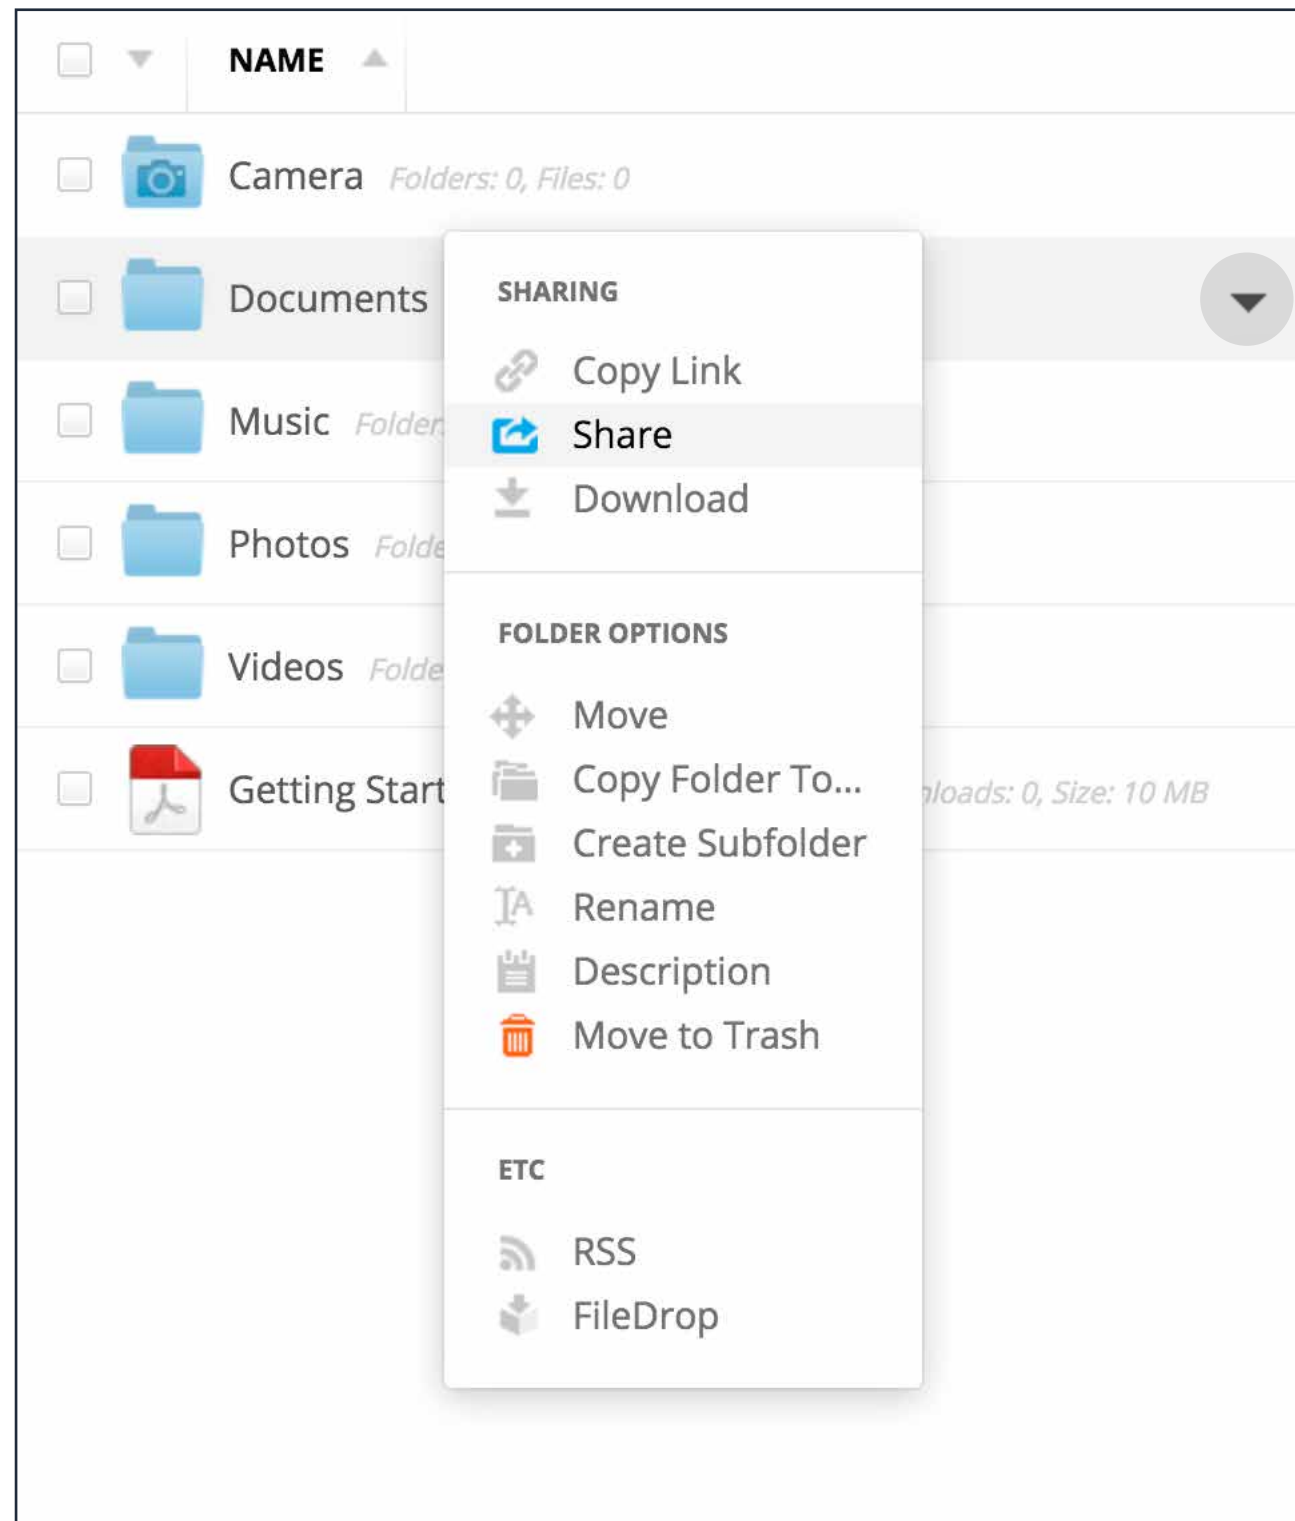 NAME
Camera Folders: 0, Files: 0
Documents
Music
Photos
Videos
Getting
SHARING
Copy Link
Share
Download
FOLDER OPTIONS
Move
Copy Folder To...
Create Subfolder
Rename
Description
Move to Trash
ETC
RSS
FileDrop
0, Size: 10 MB